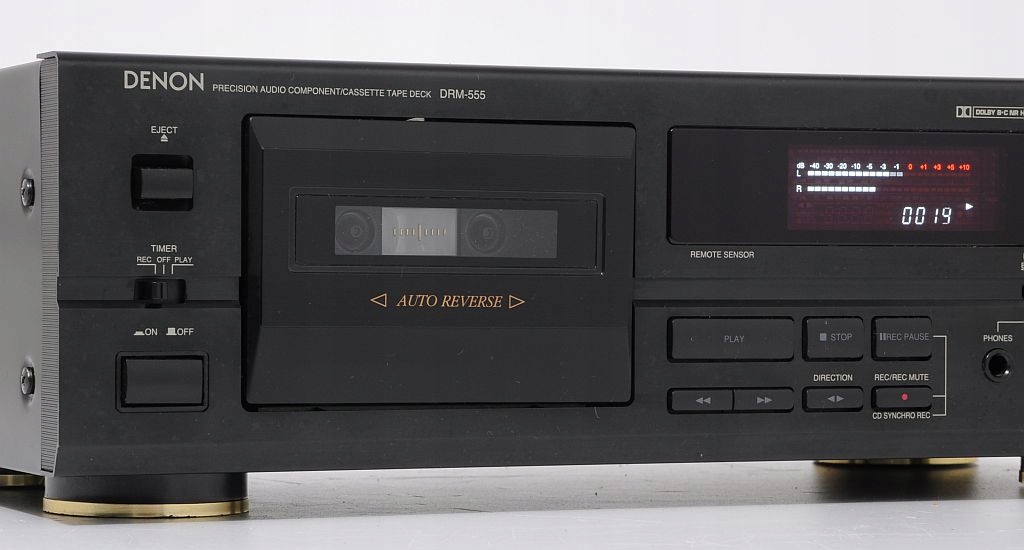 DENON PRECISION AUDIO COMPONENT/CASSETTE TAPE DECK DRM-555
DOLBY B·C NR
EJECT
dB -40 -30 -20 -10 -5 -3 -1 0 +1 +3 +6 +10
L
R
0019
TIMER
REC OFF PLAY
REMOTE SENSOR
AUTO REVERSE
ON OFF
PLAY
STOP
REC PAUSE
PHONES
DIRECTION
REC/REC MUTE
CD SYNCHRO REC